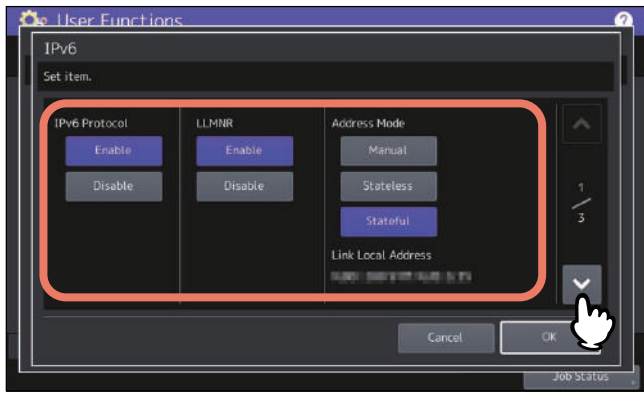 User Functions
?
IPv6
Set item.
IPv6 Protocol LLMNR Address Mode
Enable Enable Manual
Disable Disable Stateless
Stateful
1
/
3
Link Local Address
Cancel OK
Job Status